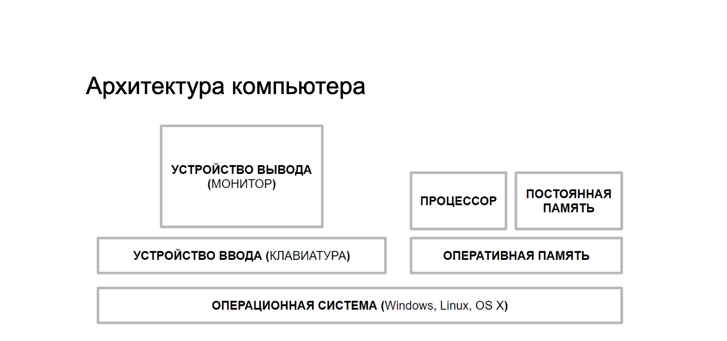 Архитектура компьютера
УСТРОЙСТВО ВЫВОДА
(МОНИТОР)
ПРОЦЕССОР
ПОСТОЯННАЯ
ПАМЯТЬ
УСТРОЙСТВО ВВОДА (КЛАВИАТУРА)
ОПЕРАТИВНАЯ ПАМЯТЬ
ОПЕРАЦИОННАЯ СИСТЕМА (Windows, Linux, OS X)